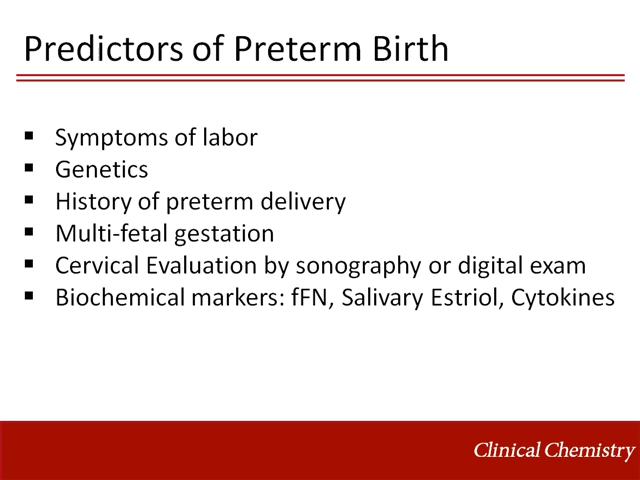 Predictors of Preterm Birth
▪ Symptoms of labor
▪ Genetics
▪ History of preterm delivery
▪ Multi-fetal gestation
▪ Cervical Evaluation by sonography or digital exam
▪ Biochemical markers: fFN, Salivary Estriol, Cytokines
Clinical Chemistry